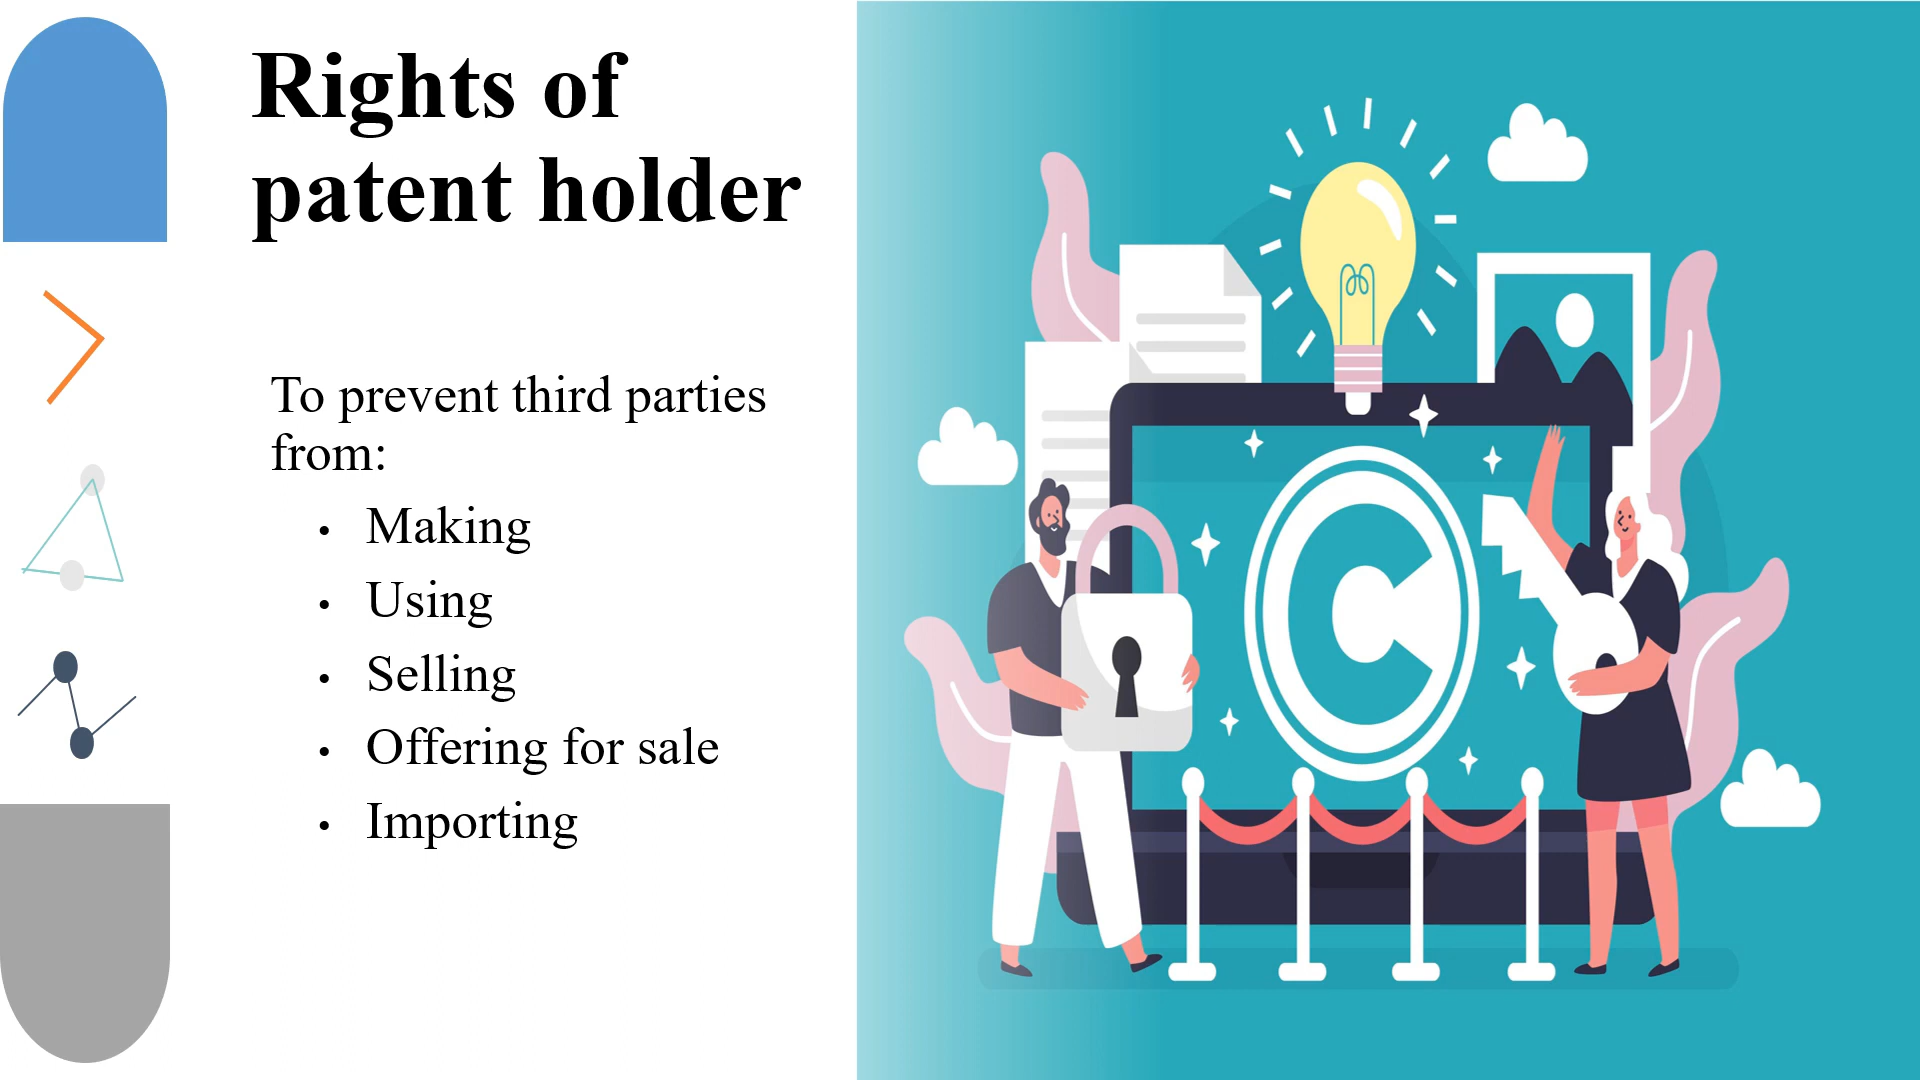 Rights of
patent holder
To prevent third parties
from:
• Making
• Using
• Selling
• Offering for sale
• Importing